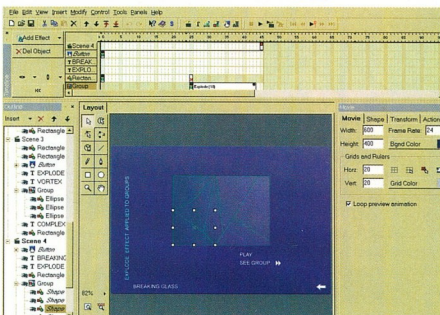 File Edit View Insert Modify Control Tools Panels Help
Add Effect
Del Object
Scene 4
Button
BREAK...
EXPLO...
Rectan...
Group
Explode (10)
Timeline
Outline
Insert
Rectangle
Scene 3
Rectangle
Rectangle
Button
T EXPLODE
T VORTEX
Group
Ellipse
Ellipse
Ellipse
T COMPLEX
Rectangle
Scene 4
Button
T BREAKING
T EXPLODE
Rectangle
Group
Shape
Shape
Shape
Layout
82%
EXPLODE EFFECT APPLIED TO GROUPS
PLAY
SEE GROUP
BREAKING GLASS
Movie
Movie Shape Transform Action
Width: 600 Frame Rate: 24
Height: 400 Bgnd Color
Grids and Rulers
Horz: 20
Vert: 20 Grid Color
Loop preview animation